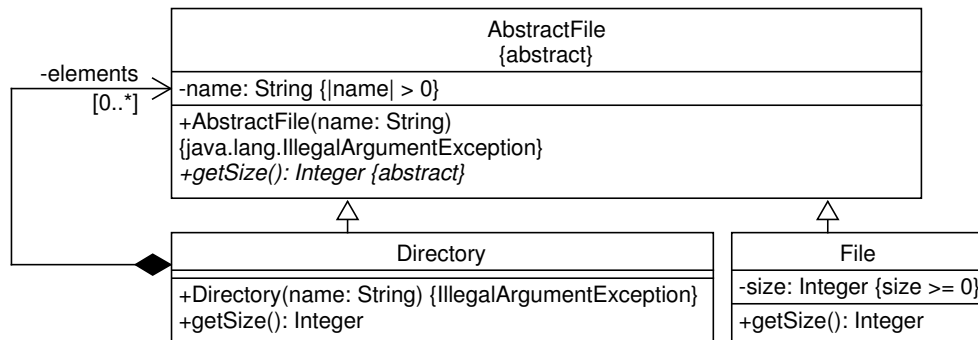 AbstractFile
{abstract}
-elements
[0..*]
-name: String {|name| > 0}
+AbstractFile(name: String)
{java.lang.IllegalArgumentException}
+getSize(): Integer {abstract}
Directory
+Directory(name: String) {IllegalArgumentException}
+getSize(): Integer
File
-size: Integer {size >= 0}
+getSize(): Integer